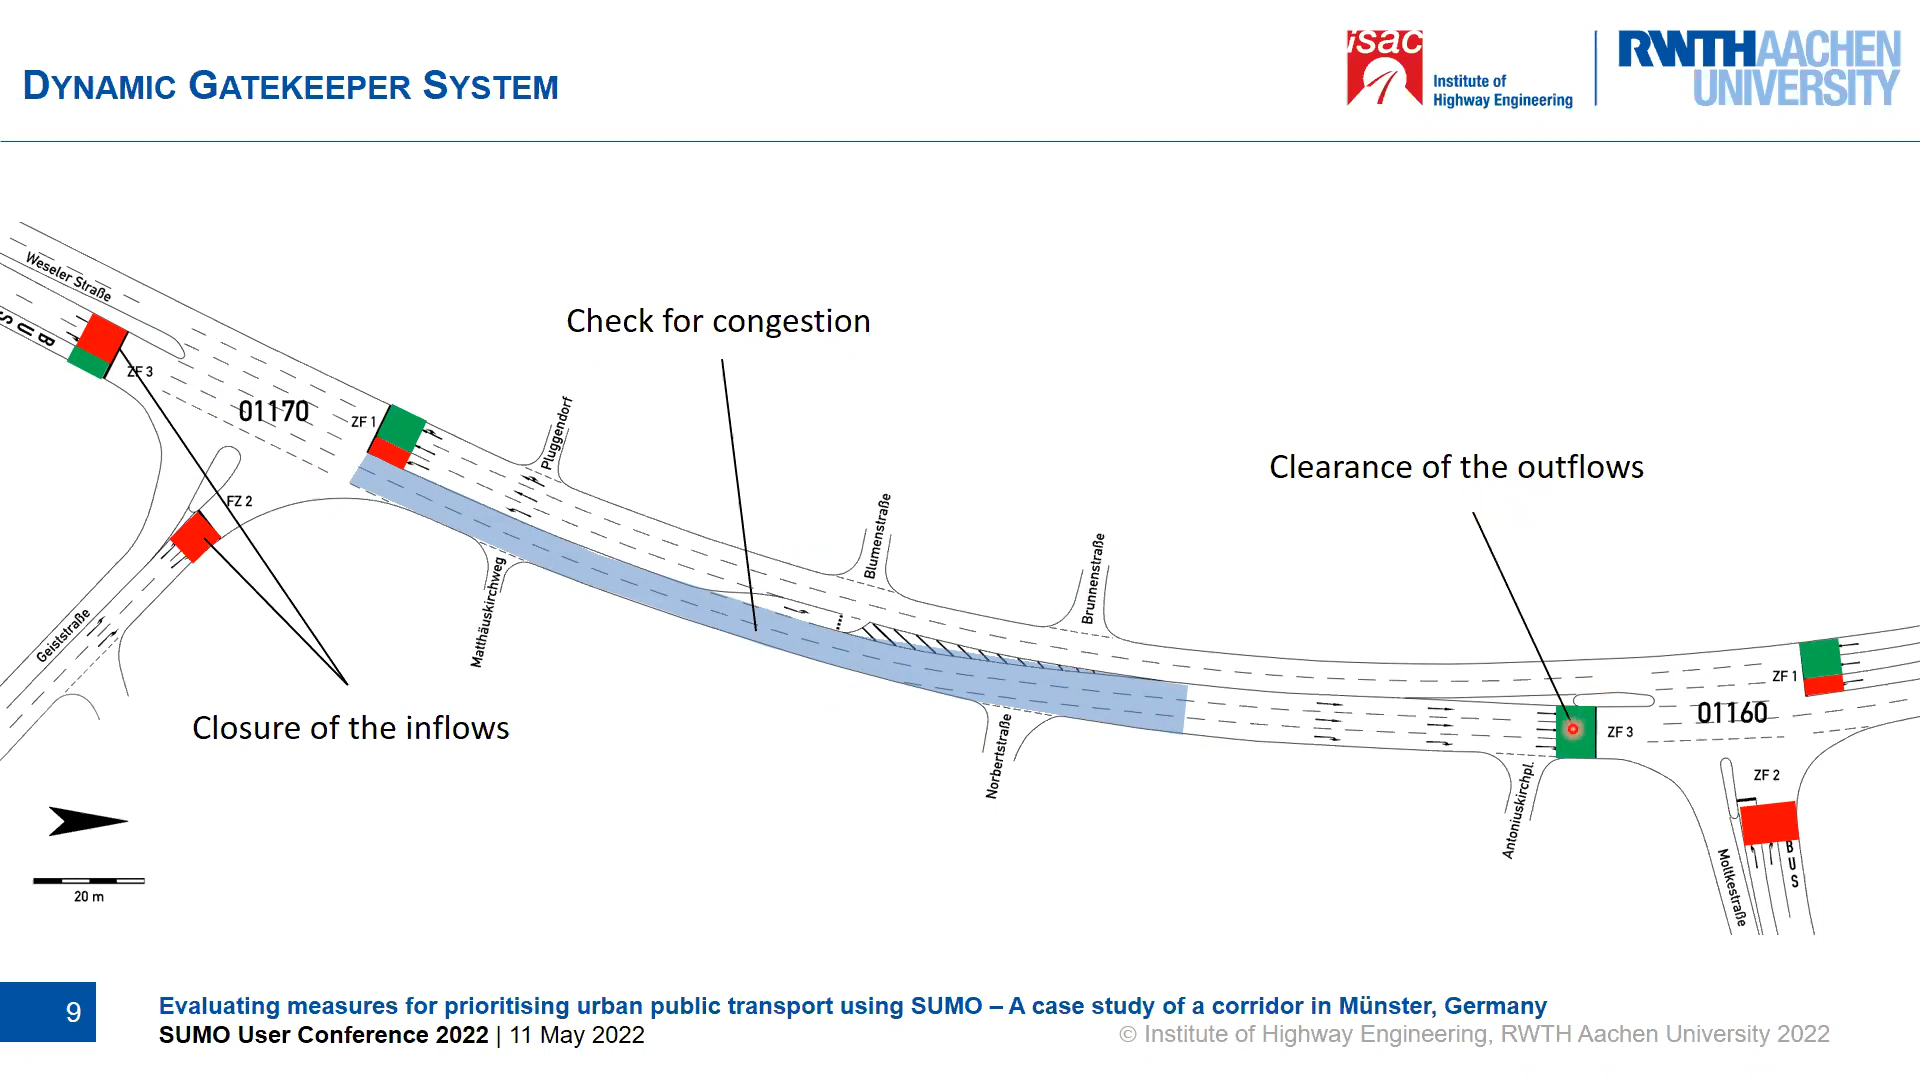 DYNAMIC GATEKEEPER SYSTEM
isac
Institute of
Highway Engineering
RWTHAACHEN
UNIVERSITY
Weseler Straße
BUS
ZF 3
01170
ZF 1
Pluggendorf
Check for congestion
Blumenstraße
Brunnenstraße
Clearance of the outflows
FZ 2
Geiststraße
Matthäuskirchweg
Closure of the inflows
Norbertstraße
Antoniuskirchpl.
ZF 3
ZF 1
01160
ZF 2
BUS
Moltkestraße
20 m
9
Evaluating measures for prioritising urban public transport using SUMO – A case study of a corridor in Münster, Germany
SUMO User Conference 2022 | 11 May 2022
© Institute of Highway Engineering, RWTH Aachen University 2022